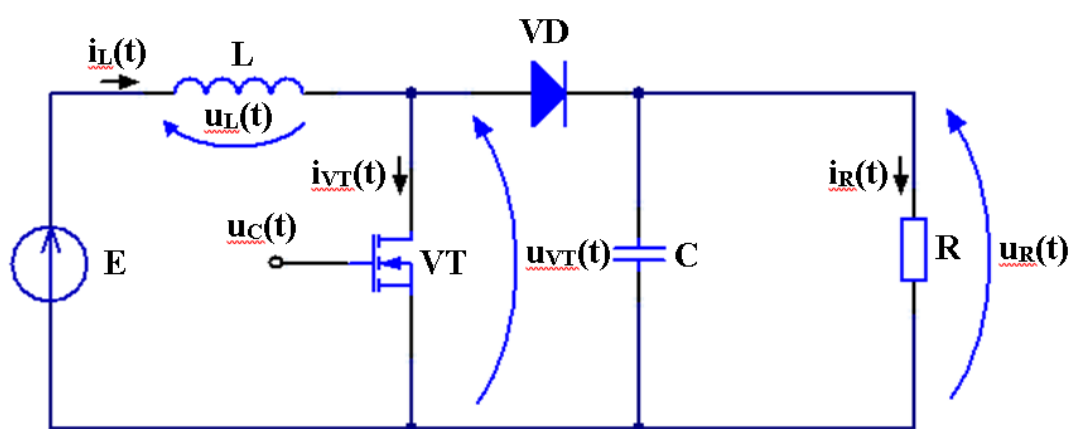 VD
iL(t)
L
uL(t)
iVT(t)
iR(t)
uC(t)
E
VT
uVT(t)
C
R
uR(t)